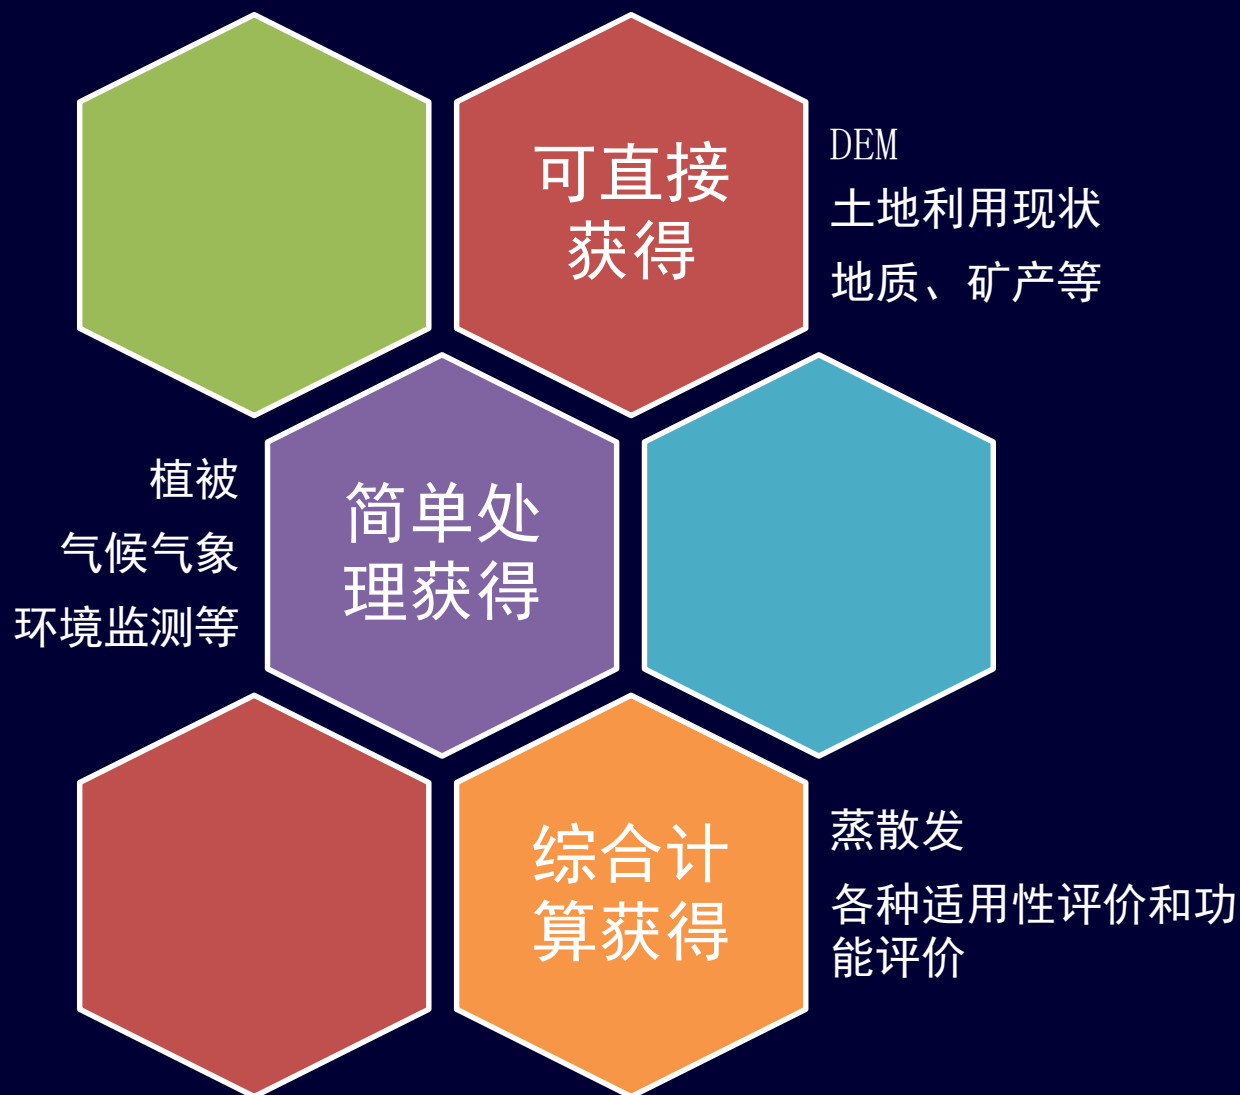 可直接
获得
DEM
土地利用现状
地质、矿产等
简单处
理获得
植被
气候气象
环境监测等
综合计
算获得
蒸散发
各种适用性评价和功
能评价